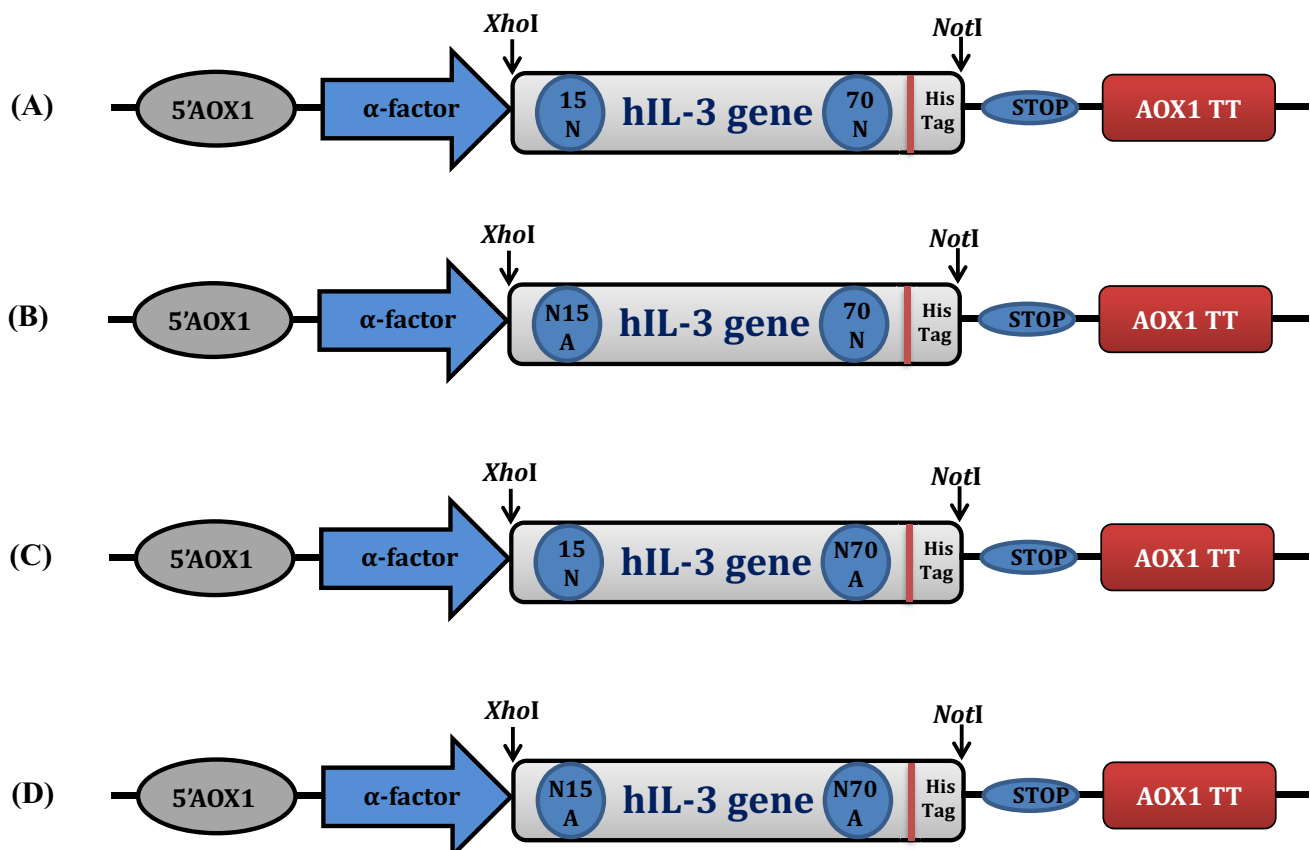 XhoI
NotI
(A)
5'AOX1
α-factor
15
N
hIL-3 gene
70
N
His
Tag
STOP
AOX1 TT
XhoI
NotI
(B)
5'AOX1
α-factor
N15
A
hIL-3 gene
70
N
His
Tag
STOP
AOX1 TT
XhoI
NotI
(C)
5'AOX1
α-factor
15
N
hIL-3 gene
N70
A
His
Tag
STOP
AOX1 TT
XhoI
NotI
(D)
5'AOX1
α-factor
N15
A
hIL-3 gene
N70
A
His
Tag
STOP
AOX1 TT